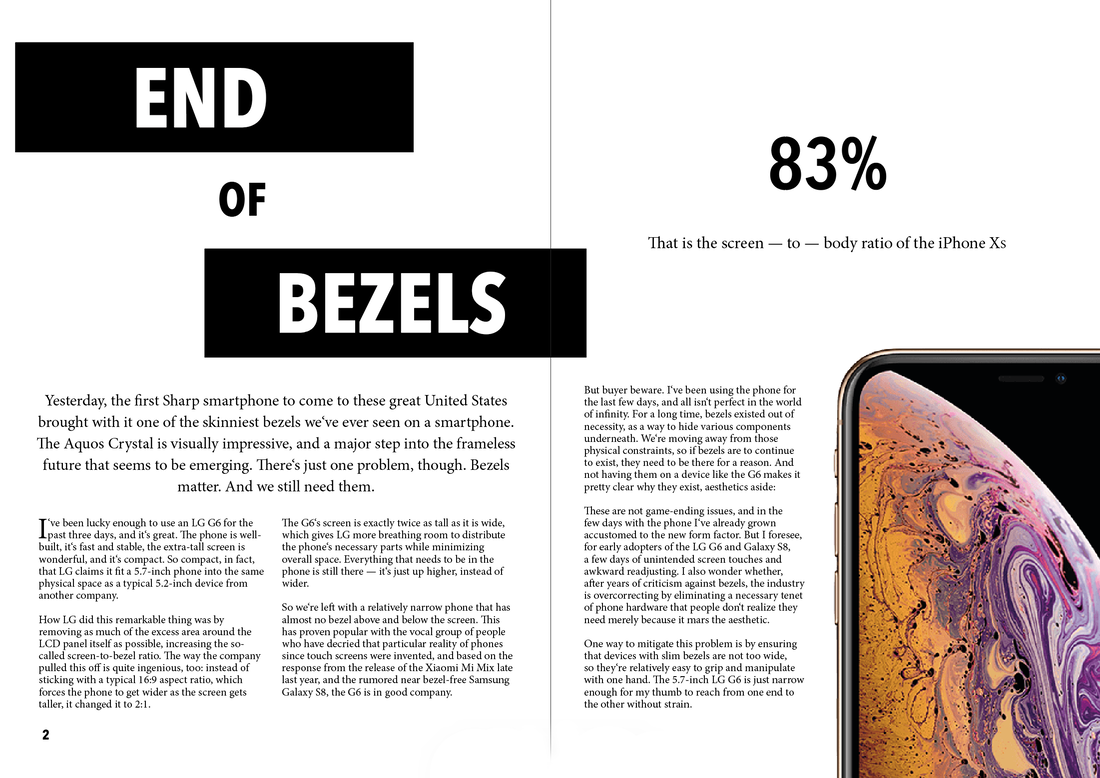 END
OF
BEZELS
Yesterday, the first Sharp smartphone to come to these great United States
brought with it one of the skinniest bezels we‘ve ever seen on a smartphone.
The Aquos Crystal is visually impressive, and a major step into the frameless
future that seems to be emerging. There‘s just one problem, though. Bezels
matter. And we still need them.
I‘ve been lucky enough to use an LG G6 for the
past three days, and it‘s great. The phone is well-
built, it‘s fast and stable, the extra-tall screen is
wonderful, and it‘s compact. So compact, in fact,
that LG claims it fit a 5.7-inch phone into the same
physical space as a typical 5.2-inch device from
another company.
How LG did this remarkable thing was by
removing as much of the excess area around the
LCD panel itself as possible, increasing the so-
called screen-to-bezel ratio. The way the company
pulled this off is quite ingenious, too: instead of
sticking with a typical 16:9 aspect ratio, which
forces the phone to get wider as the screen gets
taller, it changed it to 2:1.
The G6‘s screen is exactly twice as tall as it is wide,
which gives LG more breathing room to distribute
the phone‘s necessary parts while minimizing
overall space. Everything that needs to be in the
phone is still there — it‘s just up higher, instead of
wider.
So we‘re left with a relatively narrow phone that has
almost no bezel above and below the screen. This
has proven popular with the vocal group of people
who have decried that particular reality of phones
since touch screens were invented, and based on the
response from the release of the Xiaomi Mi Mix late
last year, and the rumored near bezel-free Samsung
Galaxy S8, the G6 is in good company.
2
83%
That is the screen — to — body ratio of the iPhone Xs
But buyer beware. I‘ve been using the phone for
the last few days, and all isn‘t perfect in the world
of infinity. For a long time, bezels existed out of
necessity, as a way to hide various components
underneath. We‘re moving away from those
physical constraints, so if bezels are to continue
to exist, they need to be there for a reason. And
not having them on a device like the G6 makes it
pretty clear why they exist, aesthetics aside:
These are not game-ending issues, and in the
few days with the phone I‘ve already grown
accustomed to the new form factor. But I foresee,
for early adopters of the LG G6 and Galaxy S8,
a few days of unintended screen touches and
awkward readjusting. I also wonder whether,
after years of criticism against bezels, the industry
is overcorrecting by eliminating a necessary tenet
of phone hardware that people don‘t realize they
need merely because it mars the aesthetic.
One way to mitigate this problem is by ensuring
that devices with slim bezels are not too wide,
so they‘re relatively easy to grip and manipulate
with one hand. The 5.7-inch LG G6 is just narrow
enough for my thumb to reach from one end to
the other without strain.